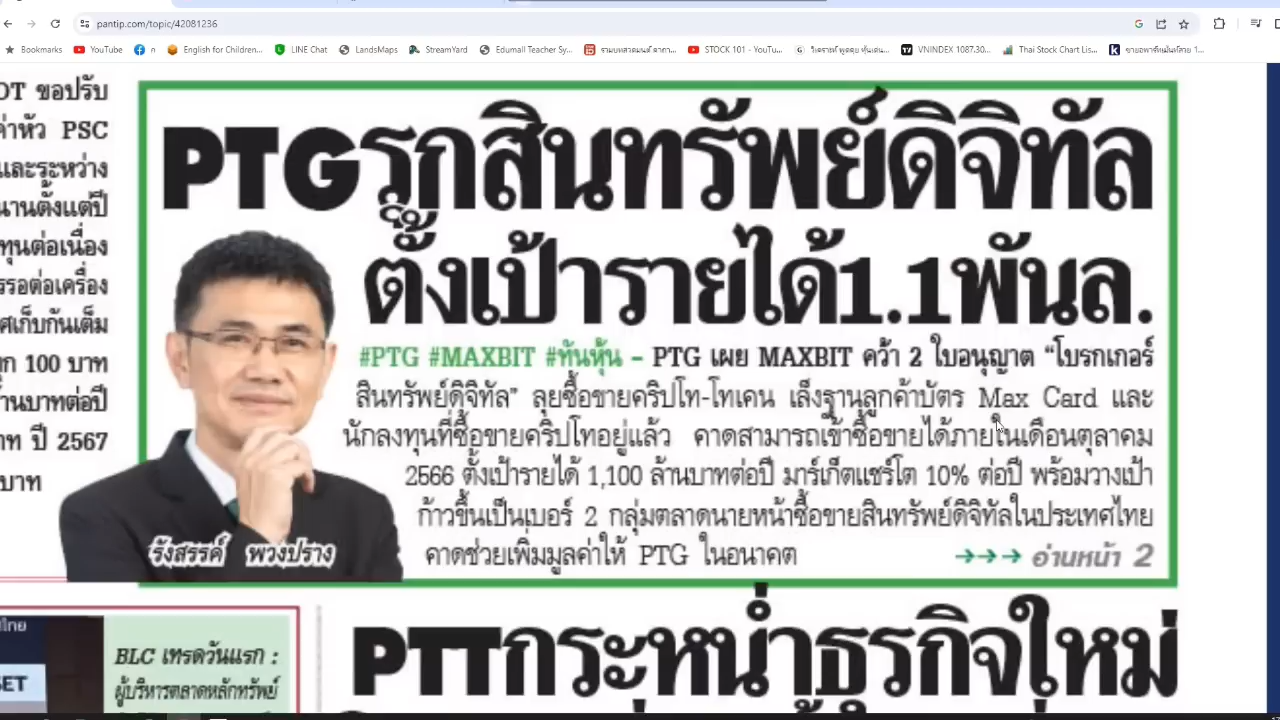 pantip.com/topic/42081236
Bookmarks
YouTube
n
English for Children...
LINE Chat
LandsMaps
StreamYard
Edumall Teacher Sy...
STOCK 101 - YouTu...
VNINDEX 1087.30...
Thai Stock Chart Lis...
OT ขอปรับ
ค่าหัว PSC
และระหว่าง
นานตั้งแต่ปี
ทุนต่อเนื่อง
รรอต่อเครื่อง
ศเก็บกันเต็ม
ูก 100 บาท
้านบาทต่อปี
าท ปี 2567
บาท
PTGรุกสินทรัพย์ดิจิทัล
ตั้งเป้ารายได้1.1พันล.
#PTG #MAXBIT #ทันหุ้น – PTG เผย MAXBIT คว้า 2 ใบอนุญาต “โบรกเกอร์
สินทรัพย์ดิจิทัล” ลุยซื้อขายคริปโท-โทเคน เล็งฐานลูกค้าบัตร Max Card และ
นักลงทุนที่ซื้อขายคริปโทอยู่แล้ว คาดสามารถเข้าซื้อขายได้ภายในเดือนตุลาคม
2566 ตั้งเป้ารายได้ 1,100 ล้านบาทต่อปี มาร์เก็ตแชร์โต 10% ต่อปี พร้อมวางเป้า
ก้าวขึ้นเป็นเบอร์ 2 กลุ่มตลาดนายหน้าซื้อขายสินทรัพย์ดิจิทัลในประเทศไทย
คาดช่วยเพิ่มมูลค่าให้ PTG ในอนาคต
อ่านหน้า 2
รังสรรค์ พวงปราง
ไทย
SET
BLC เทรดวันแรก :
ผู้บริหารตลาดหลักทรัพย์
PTTกระหน่ำธุรกิจใหม่